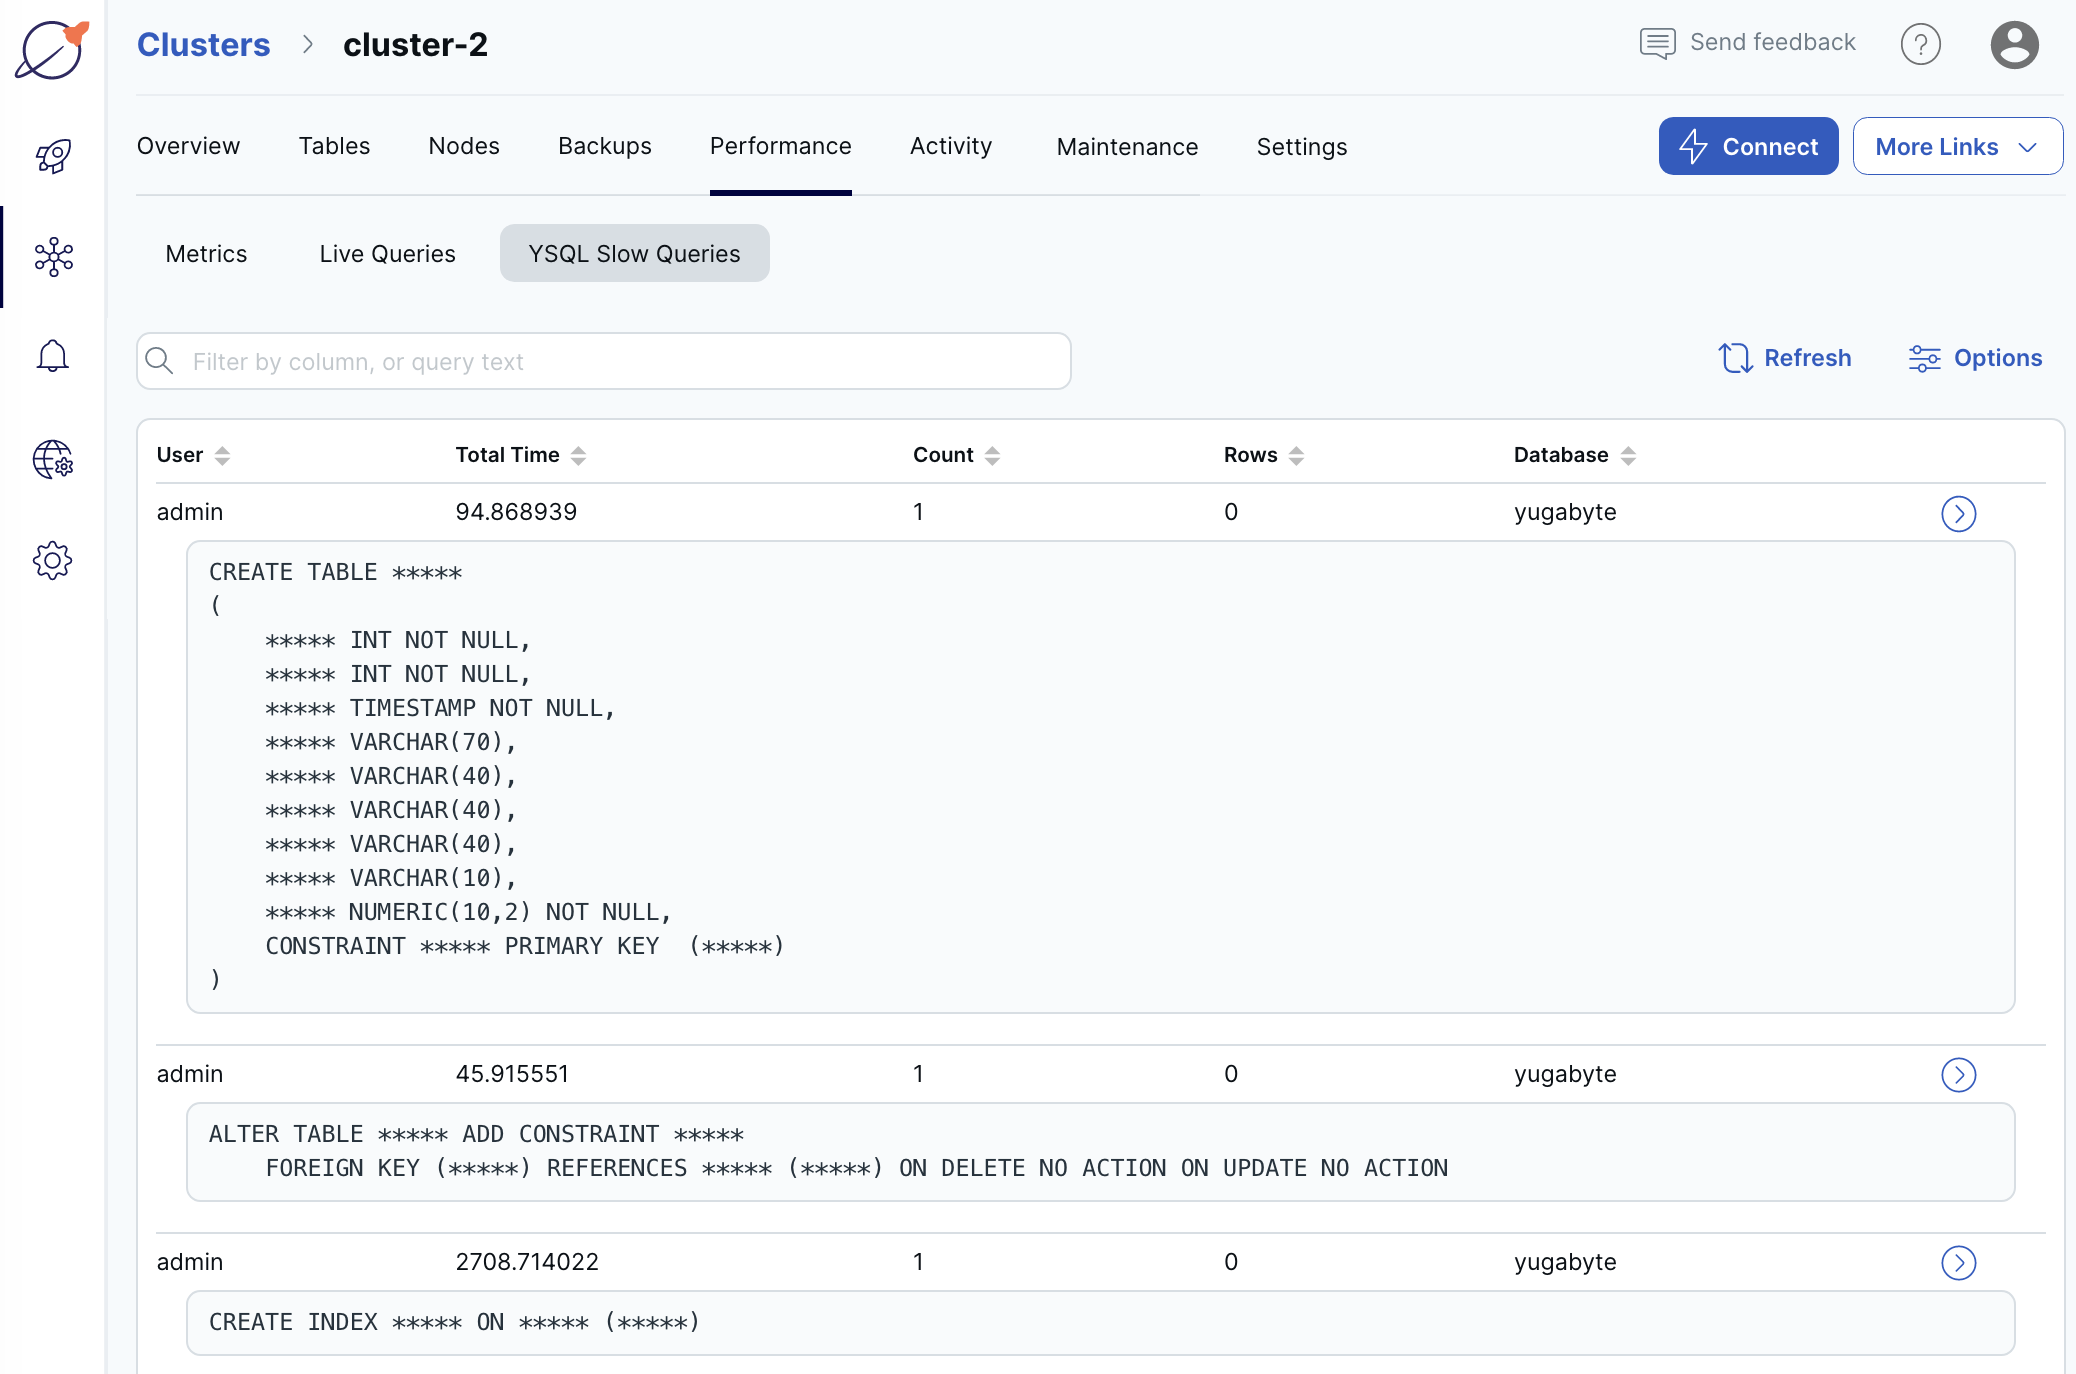 Clusters > cluster-2
Send feedback
?
Overview Tables Nodes Backups Performance Activity Maintenance Settings
Connect
More Links
Metrics Live Queries YSQL Slow Queries
Filter by column, or query text
Refresh
Options
User Total Time Count Rows Database
admin 94.868939 1 0 yugabyte
CREATE TABLE *****
(
    ***** INT NOT NULL,
    ***** INT NOT NULL,
    ***** TIMESTAMP NOT NULL,
    ***** VARCHAR(70),
    ***** VARCHAR(40),
    ***** VARCHAR(40),
    ***** VARCHAR(40),
    ***** VARCHAR(10),
    ***** NUMERIC(10,2) NOT NULL,
    CONSTRAINT ***** PRIMARY KEY  (*****)
)
admin 45.915551 1 0 yugabyte
ALTER TABLE ***** ADD CONSTRAINT *****
    FOREIGN KEY (*****) REFERENCES ***** (*****) ON DELETE NO ACTION ON UPDATE NO ACTION
admin 2708.714022 1 0 yugabyte
CREATE INDEX ***** ON ***** (*****)